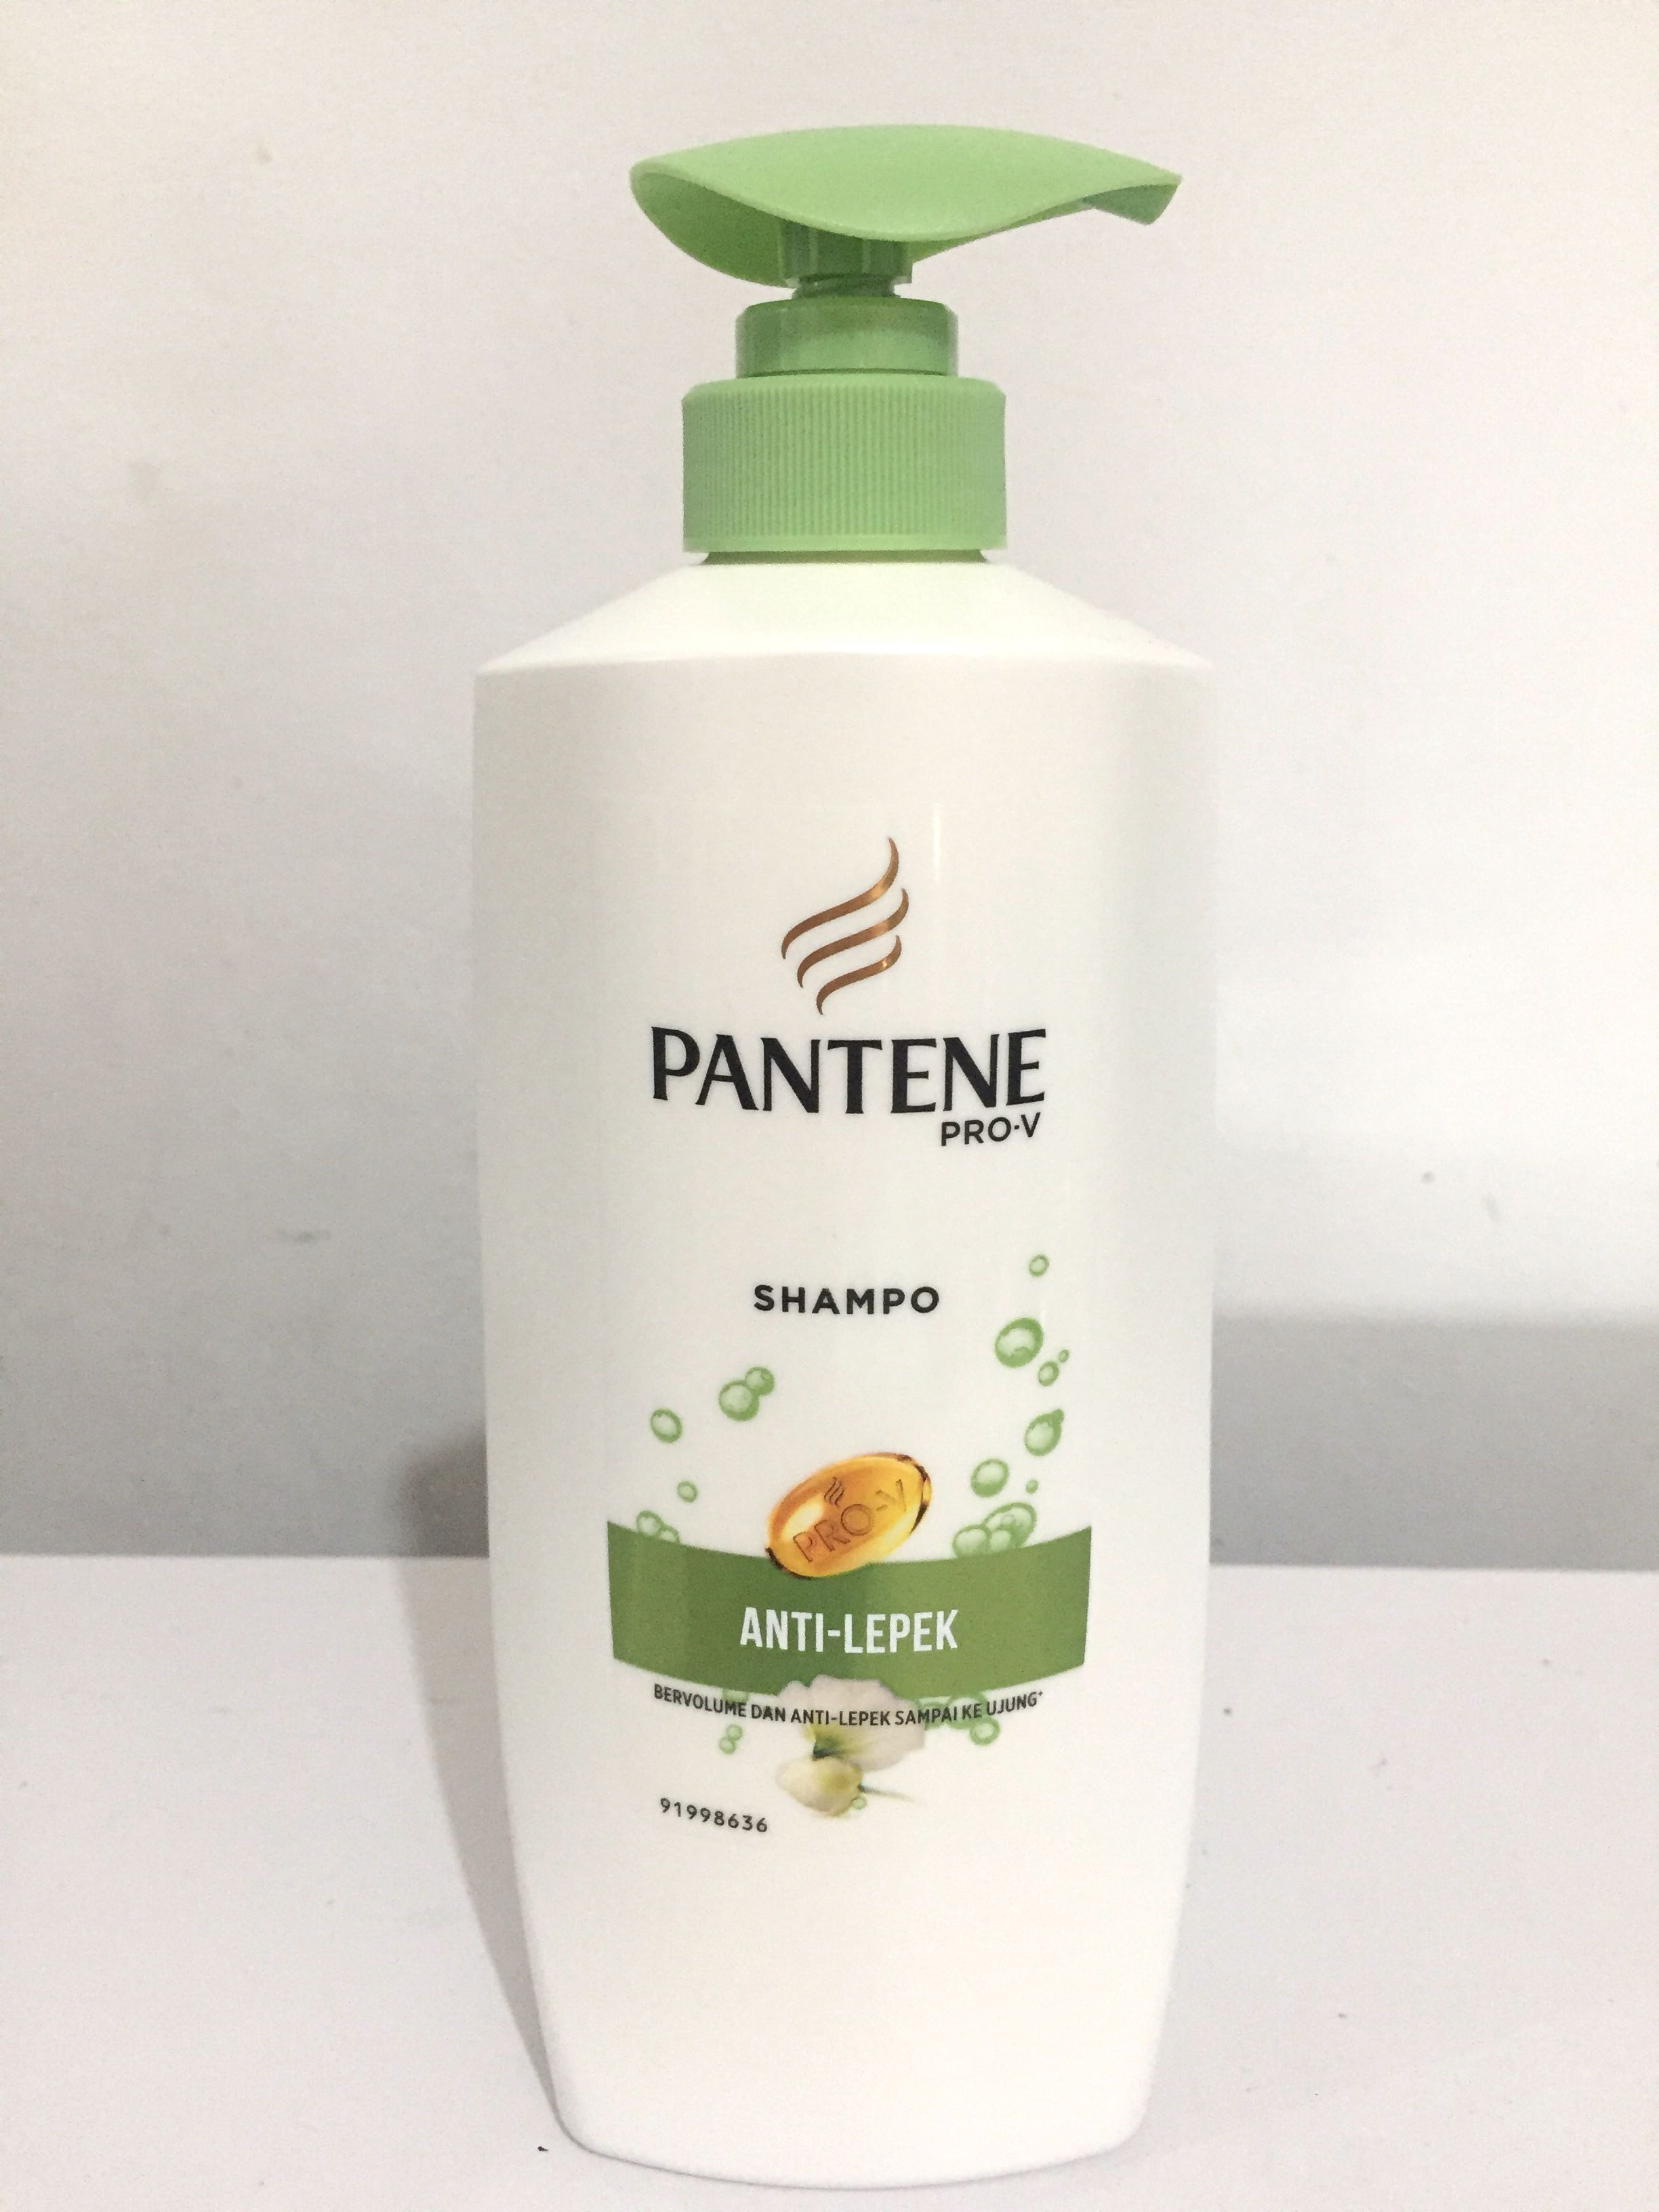 PANTENE
PRO-V
SHAMPO
PRO-V
ANTI-LEPEK
BERVOLUME DAN ANTI-LEPEK SAMPAI KE UJUNG*
91998636